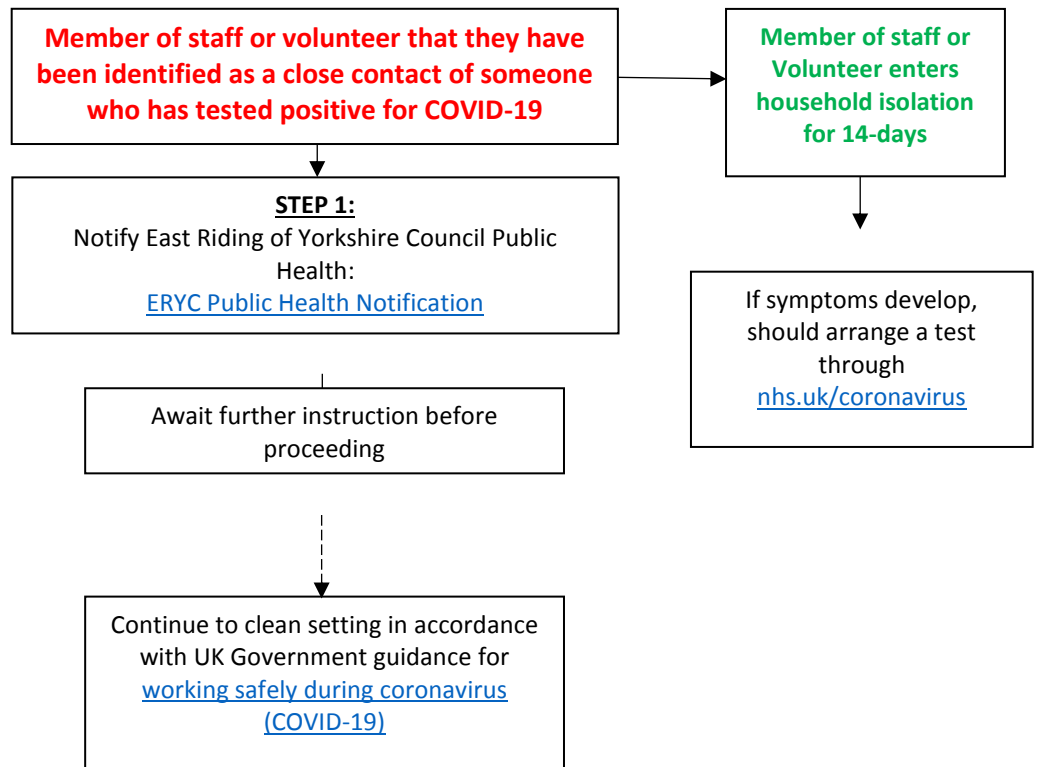 Member of staff or volunteer that they have
been identified as a close contact of someone
who has tested positive for COVID-19
Member of staff or
Volunteer enters
household isolation
for 14-days
STEP 1:
Notify East Riding of Yorkshire Council Public
Health:
ERYC Public Health Notification
If symptoms develop,
should arrange a test
through
nhs.uk/coronavirus
Await further instruction before
proceeding
Continue to clean setting in accordance
with UK Government guidance for
working safely during coronavirus
(COVID-19)